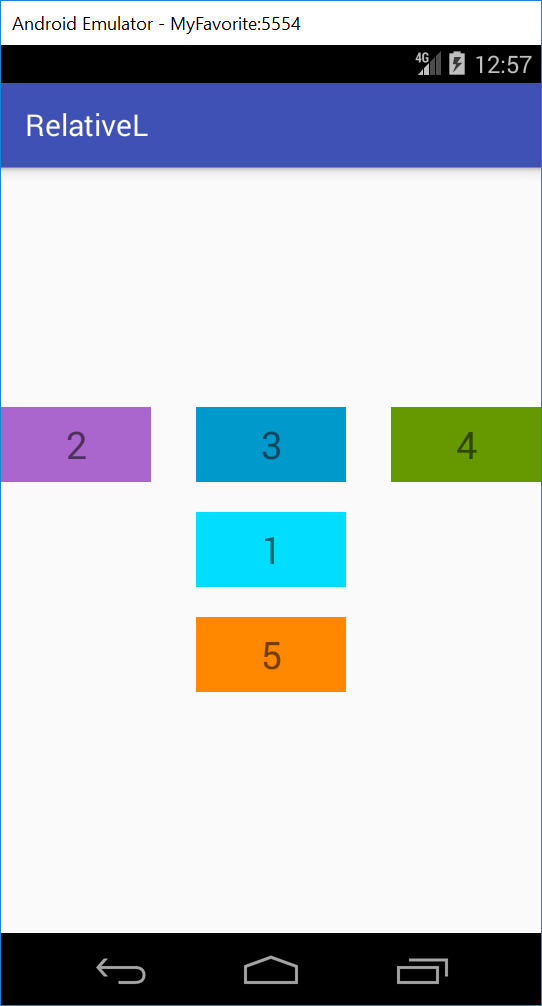 Android Emulator - MyFavorite:5554
4G 12:57
RelativeL
2 3 4
1
5